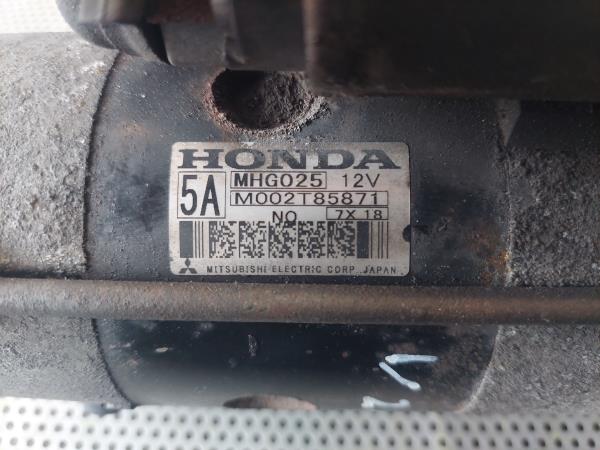 HONDA
5A MHG025 12V
M002T85871
NO 7X 18
MITSUBISHI ELECTRIC CORP., JAPAN